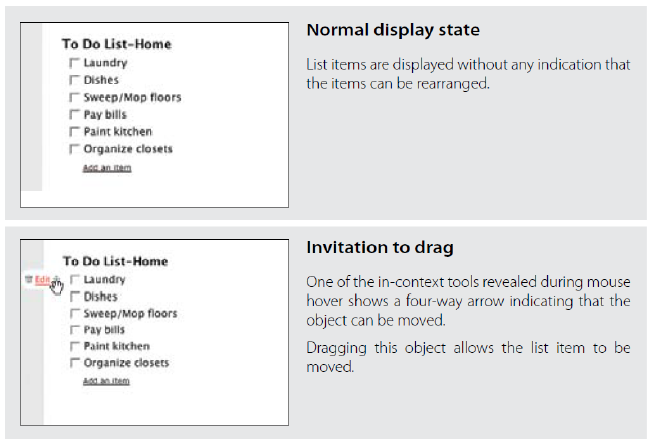 To Do List-Home
Laundry
Dishes
Sweep/Mop floors
Pay bills
Paint kitchen
Organize closets
Add an item
Normal display state
List items are displayed without any indication that
the items can be rearranged.
To Do List-Home
Edit
Laundry
Dishes
Sweep/Mop floors
Pay bills
Paint kitchen
Organize closets
Add an item
Invitation to drag
One of the in-context tools revealed during mouse
hover shows a four-way arrow indicating that the
object can be moved.
Dragging this object allows the list item to be
moved.